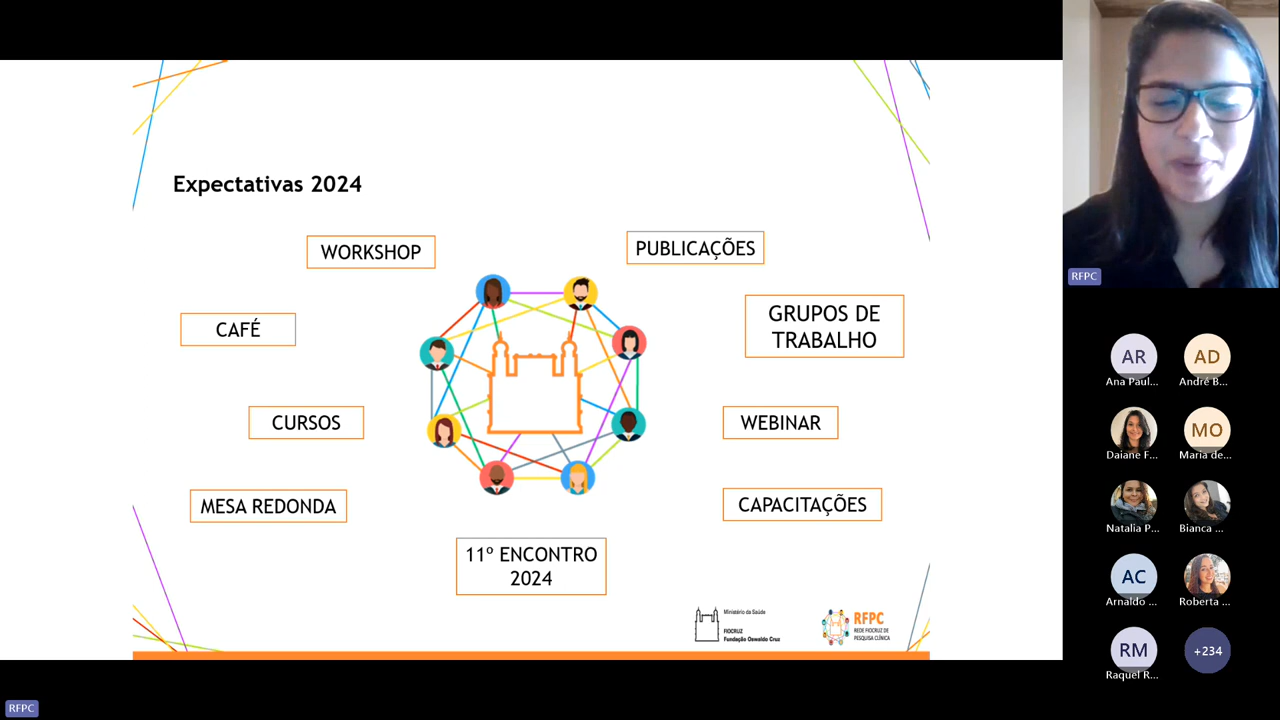 Expectativas 2024
WORKSHOP
PUBLICAÇÕES
CAFÉ
GRUPOS DE
TRABALHO
CURSOS
WEBINAR
MESA REDONDA
CAPACITAÇÕES
11º ENCONTRO
2024
Ministério da Saúde
FIOCRUZ
Fundação Oswaldo Cruz
RFPC
REDE FIOCRUZ DE
PESQUISA CLÍNICA
RFPC
AR
Ana Paul...
AD
André B...
Daiane F...
MO
Maria de...
Natalia P...
Bianca ...
AC
Arnaldo ...
Roberta ...
RM
Raquel R...
+234
RFPC